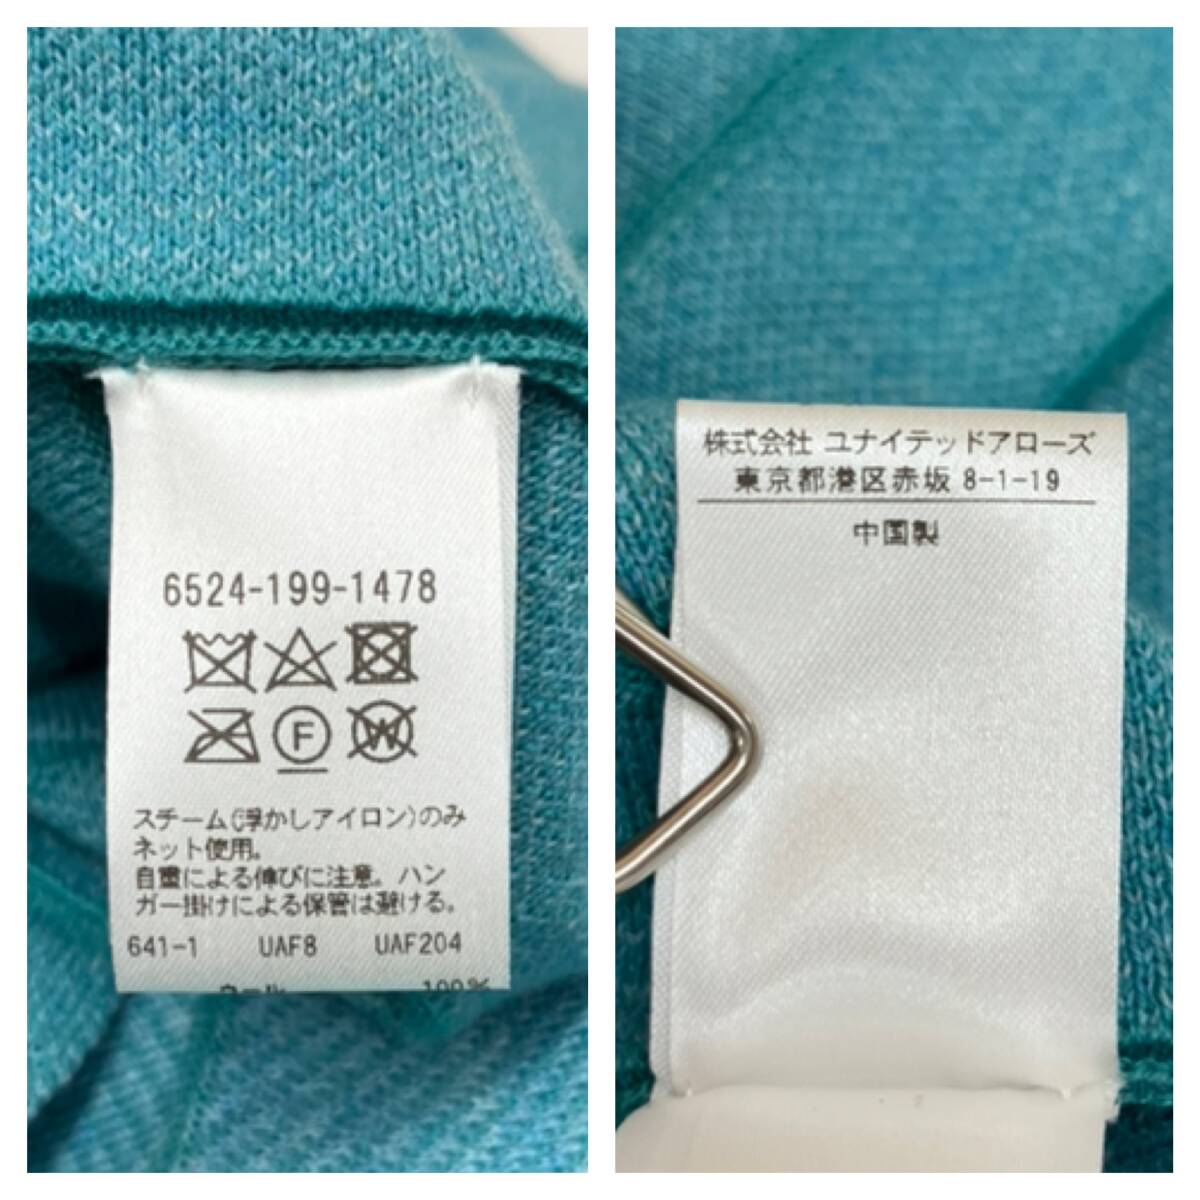 6524-199-1478
F
W
スチーム(浮かしアイロン)のみ
ネット使用。
自重による伸びに注意。ハン
ガー掛けによる保管は避ける。
641-1 UAF8 UAF204
ウール 100%
株式会社 ユナイテッドアローズ
東京都港区赤坂 8-1-19
中国製